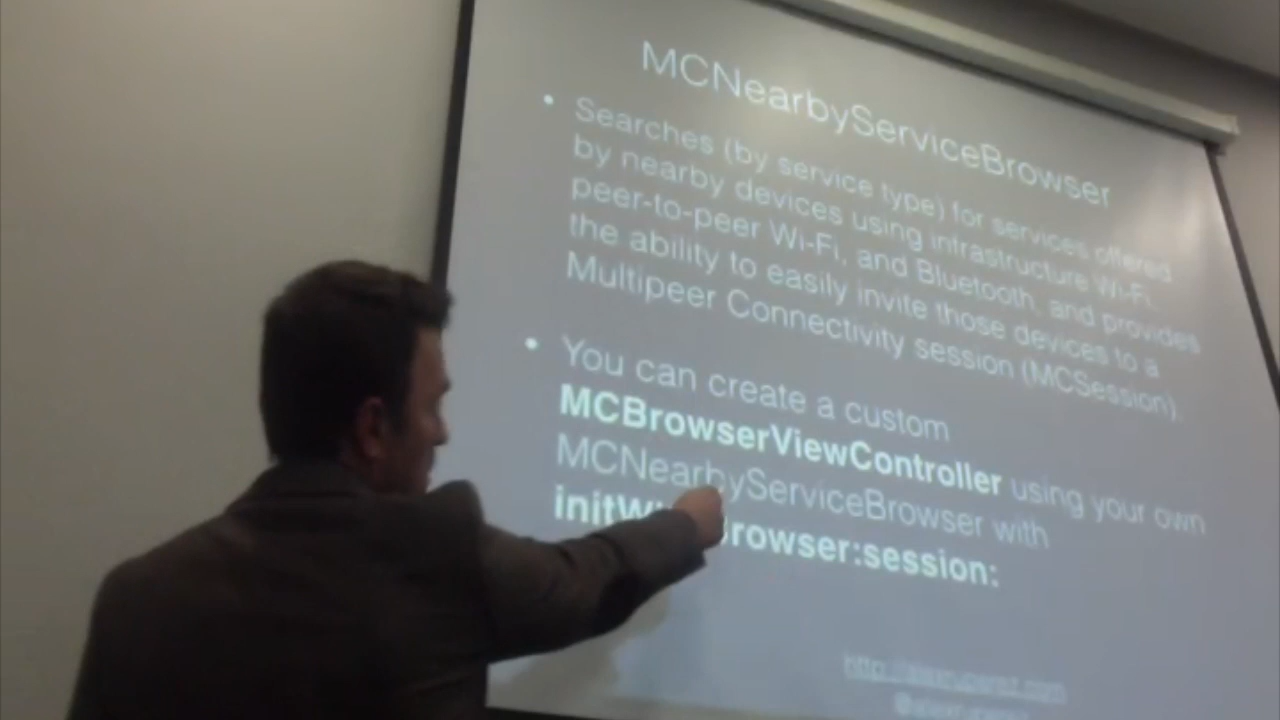 MCNearbyServiceBrowser
• Searches (by service type) for services offered
by nearby devices using infrastructure Wi-Fi,
peer-to-peer Wi-Fi, and Bluetooth, and provides
the ability to easily invite those devices to a
Multipeer Connectivity session (MCSession).
• You can create a custom
MCBrowserViewController using your own
MCNearbyServiceBrowser with
rowser:session: